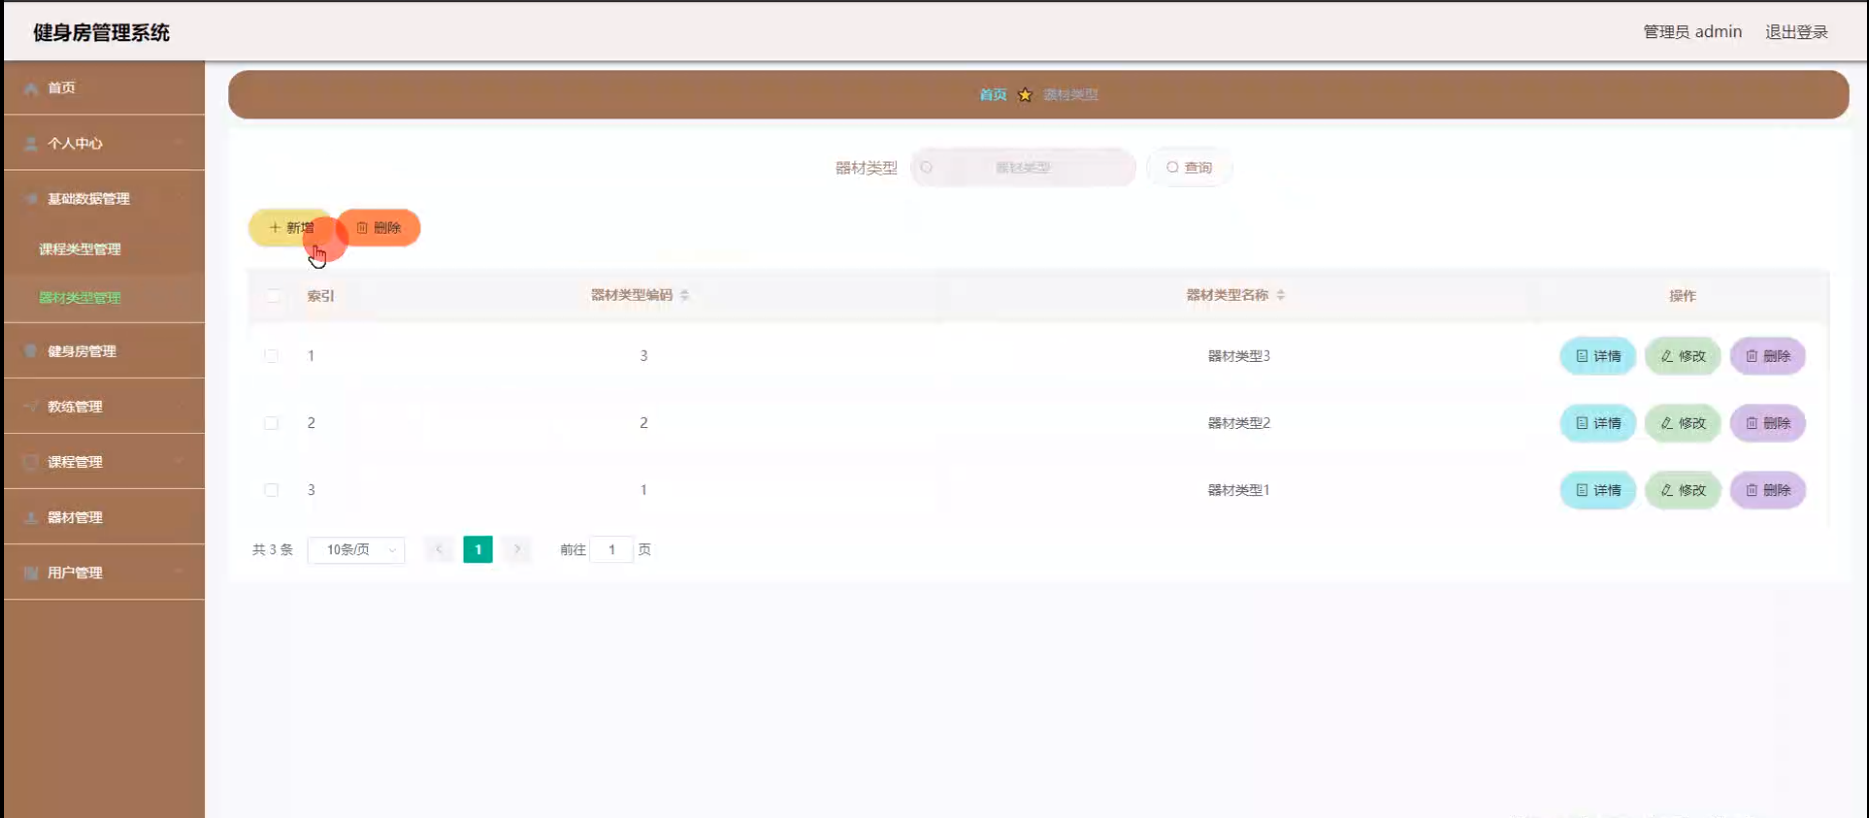 健身房管理系统
管理员 admin 退出登录
首页
个人中心
基础数据管理
课程类型管理
器材类型管理
健身房管理
教练管理
课程管理
器材管理
用户管理
首页 器材类型
器材类型 器材类型 查询
新增 删除
索引 器材类型编码 器材类型名称 操作
1 3 器材类型3 详情 修改 删除
2 2 器材类型2 详情 修改 删除
3 1 器材类型1 详情 修改 删除
共 3 条 10条/页 1 前往 1 页